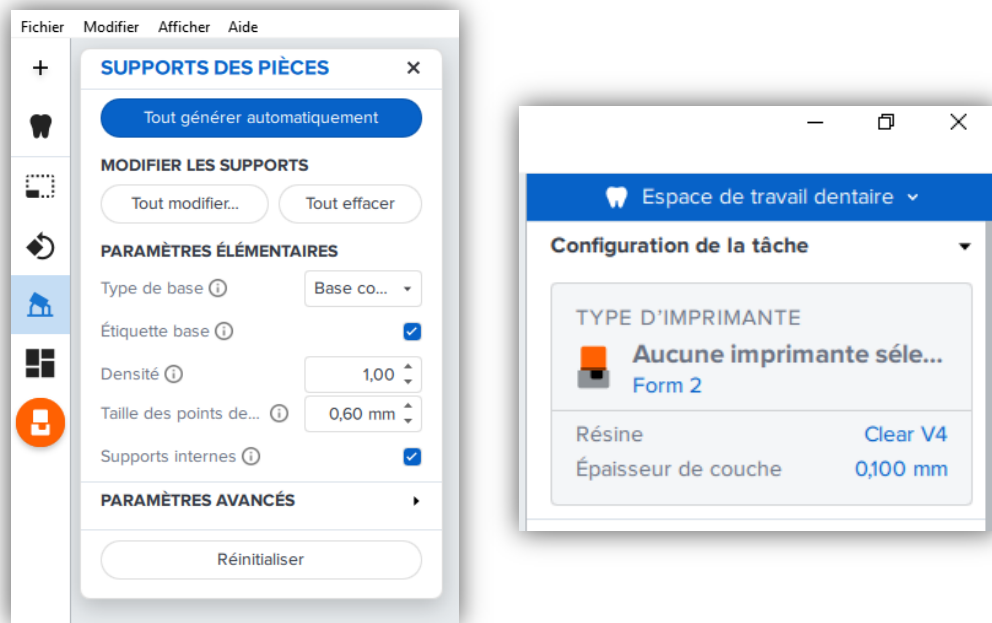 Fichier Modifier Afficher Aide
SUPPORTS DES PIÈCES
Tout générer automatiquement
MODIFIER LES SUPPORTS
Tout modifier... Tout effacer
PARAMÈTRES ÉLÉMENTAIRES
Type de base Base co...
Étiquette base
Densité 1,00
Taille des points de... 0,60 mm
Supports internes
PARAMÈTRES AVANCÉS
Réinitialiser
Espace de travail dentaire
Configuration de la tâche
TYPE D'IMPRIMANTE
Aucune imprimante séle...
Form 2
Résine Clear V4
Épaisseur de couche 0,100 mm